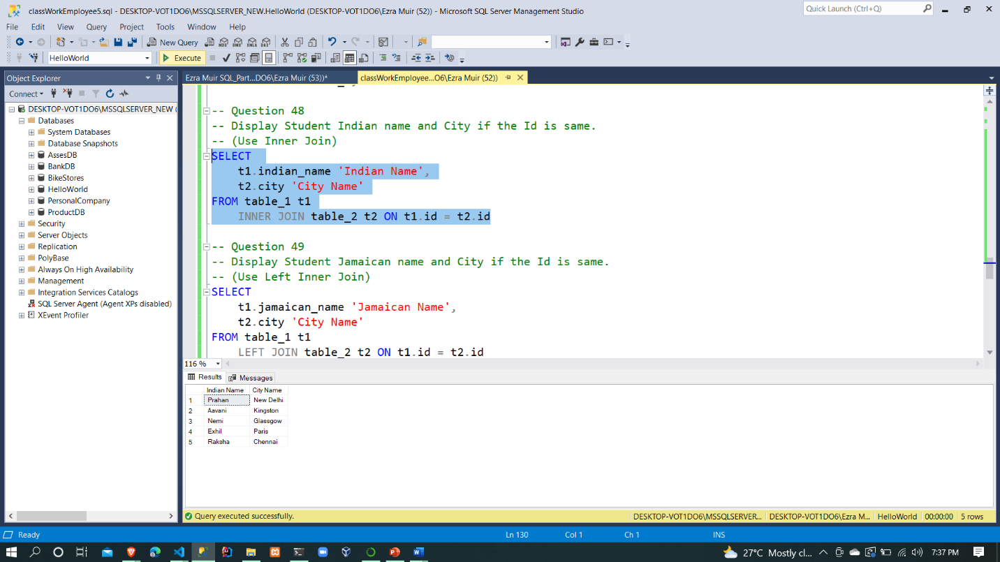 classWorkEmployee5.sql - DESKTOP-VOT1DO6\MSSQLSERVER_NEW.HelloWorld (DESKTOP-VOT1DO6\Ezra Muir (52)) - Microsoft SQL Server Management Studio
Quick Launch (Ctrl+Q)
File Edit View Query Project Tools Window Help
New Query
HelloWorld
Execute
Object Explorer
Ezra Muir SQL_Part...DO6\Ezra Muir (53))*
classWorkEmployee...O6\Ezra Muir (52))
Connect
DESKTOP-VOT1DO6\MSSQLSERVER_NEW (
Databases
System Databases
Database Snapshots
AssesDB
BankDB
BikeStores
HelloWorld
PersonalCompany
ProductDB
Security
Server Objects
Replication
PolyBase
Always On High Availability
Management
Integration Services Catalogs
SQL Server Agent (Agent XPs disabled)
XEvent Profiler
-- Question 48
-- Display Student Indian name and City if the Id is same.
-- (Use Inner Join)
SELECT
t1.indian_name 'Indian Name',
t2.city 'City Name'
FROM table_1 t1
INNER JOIN table_2 t2 ON t1.id = t2.id
-- Question 49
-- Display Student Jamaican name and City if the Id is same.
-- (Use Left Inner Join)
SELECT
t1.jamaican_name 'Jamaican Name',
t2.city 'City Name'
FROM table_1 t1
LEFT JOIN table_2 t2 ON t1.id = t2.id
116 %
Results Messages
Indian Name City Name
1 Prahan New Delhi
2 Aavani Kingston
3 Nemi Glassgow
4 Exhil Paris
5 Raksha Chennai
Query executed successfully.
DESKTOP-VOT1DO6\MSSQLSERVER... DESKTOP-VOT1DO6\Ezra M... HelloWorld 00:00:00 5 rows
Ready
Ln 130 Col 1 Ch 1 INS
27°C Mostly cl...
7:37 PM